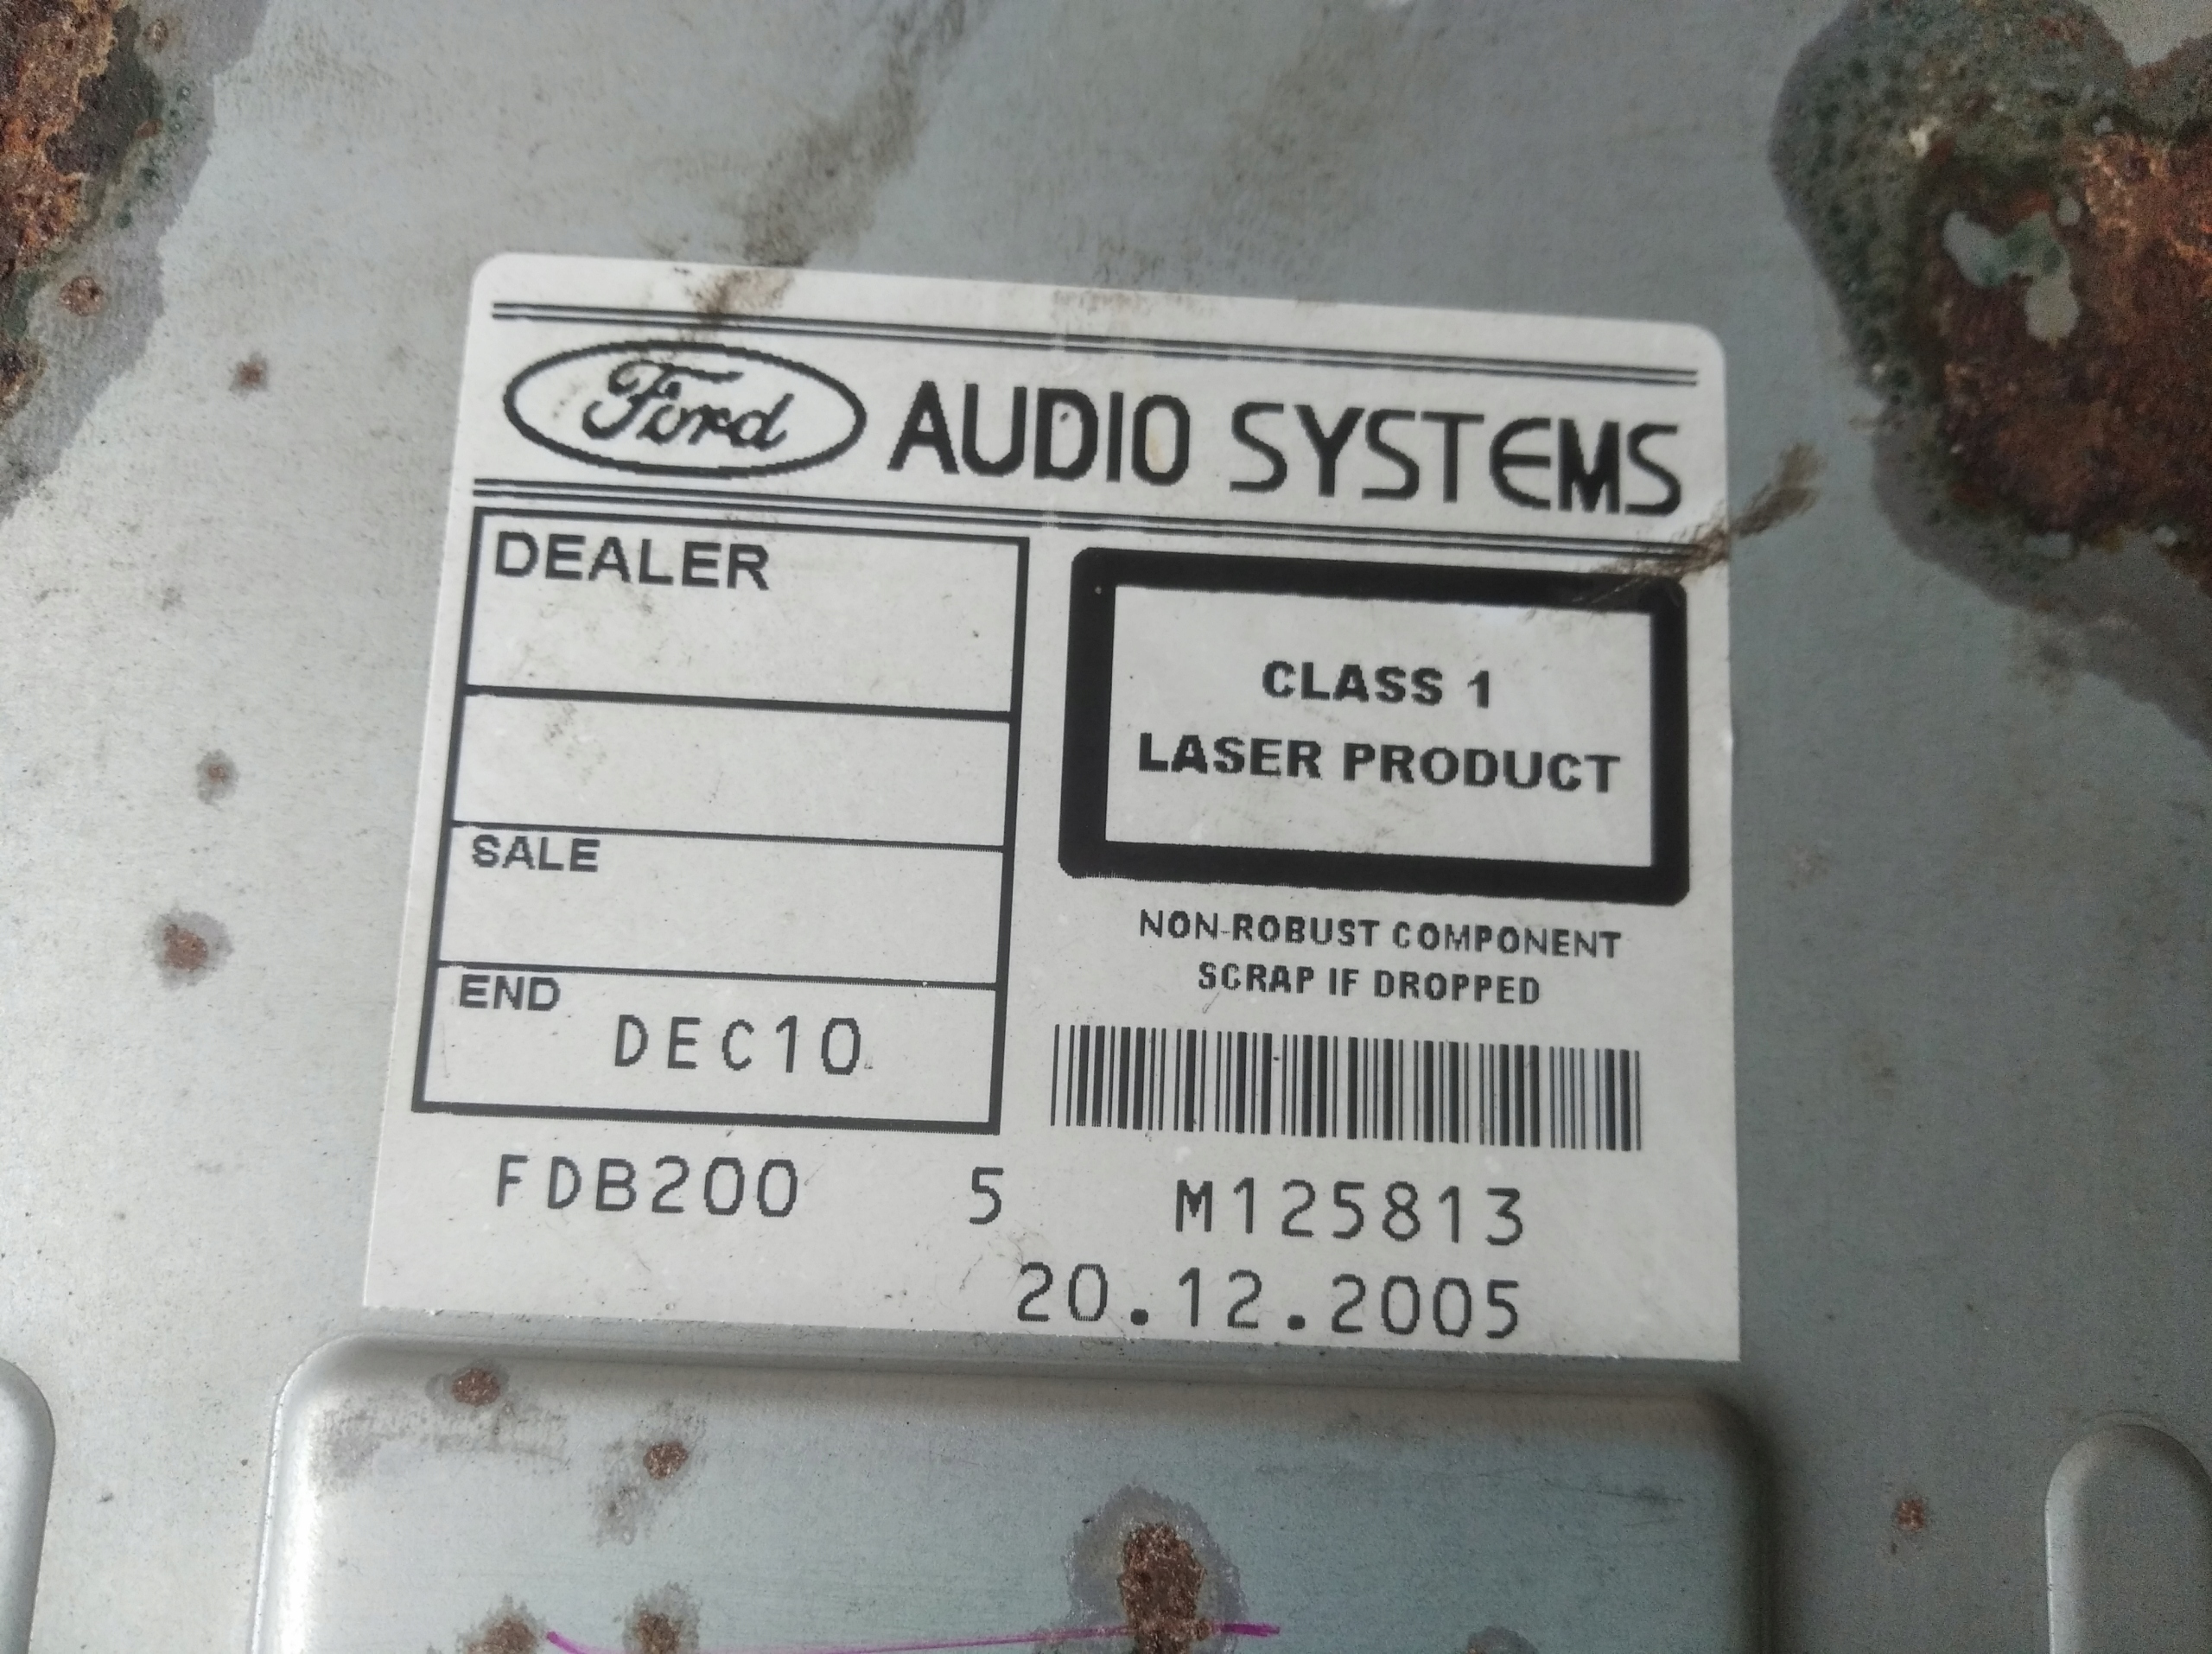 Ford AUDIO SYSTEMS
DEALER
SALE
END
DEC10
CLASS 1
LASER PRODUCT
NON-ROBUST COMPONENT
SCRAP IF DROPPED
FDB200 5 M125813
20.12.2005